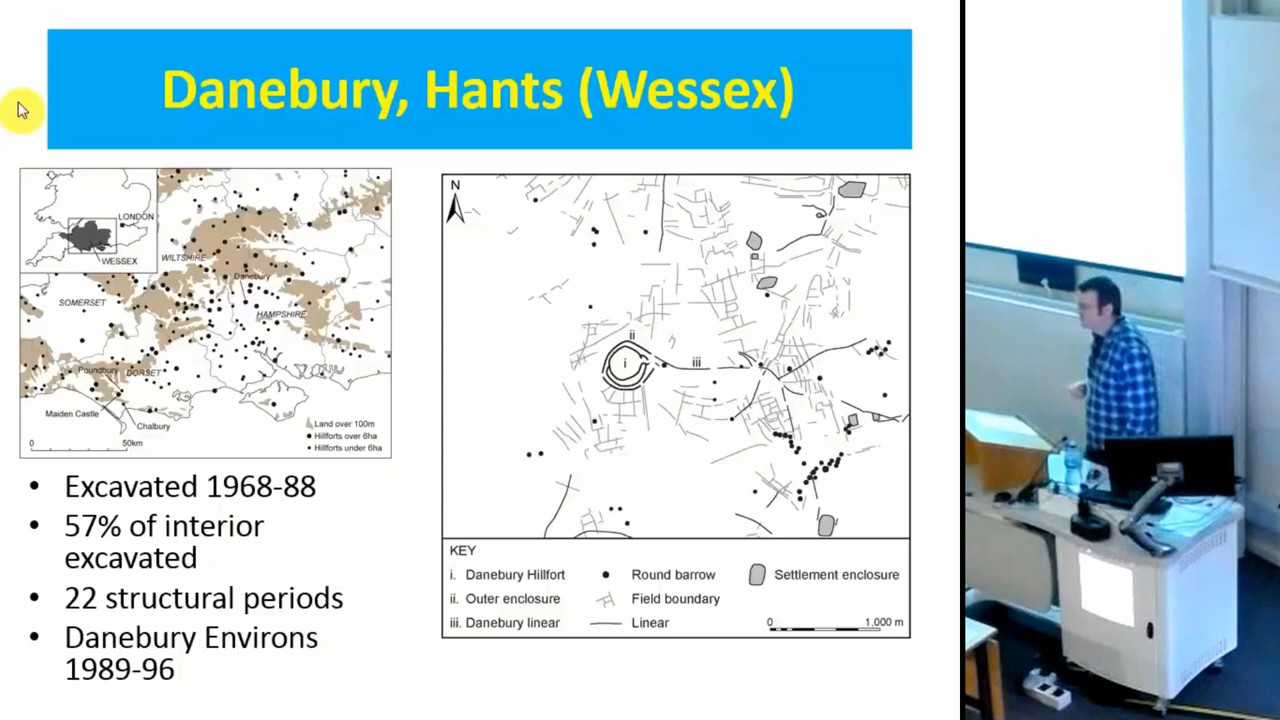 Danebury, Hants (Wessex)
LONDON
WESSEX
WILTSHIRE
Danebury
SOMERSET
HAMPSHIRE
Poundbury
DORSET
Maiden Castle
Chalbury
Land over 100m
Hillforts over 6ha
Hillforts under 6ha
0 50km
N
ii
i
iii
KEY
i. Danebury Hillfort
Round barrow
Settlement enclosure
ii. Outer enclosure
Field boundary
iii. Danebury linear
Linear
0 1,000 m
• Excavated 1968-88
• 57% of interior
excavated
• 22 structural periods
• Danebury Environs
1989-96